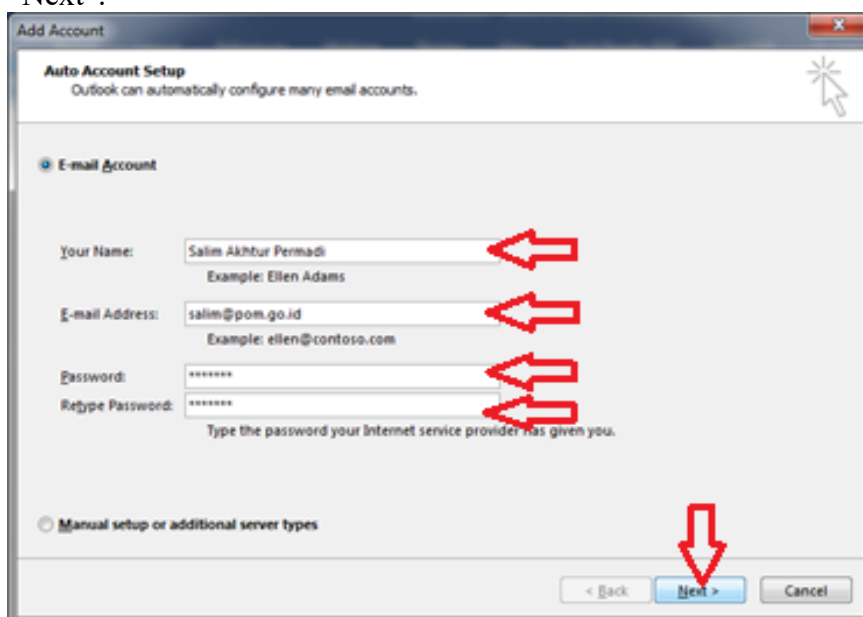 Next".
Add Account
Auto Account Setup
Outlook can automatically configure many email accounts.
E-mail Account
Your Name: Salim Akhtur Permadi
Example: Ellen Adams
E-mail Address: salim@pom.go.id
Example: ellen@contoso.com
Password: *******
Retype Password: *******
Type the password your Internet service provider has given you.
Manual setup or additional server types
< Back Next > Cancel